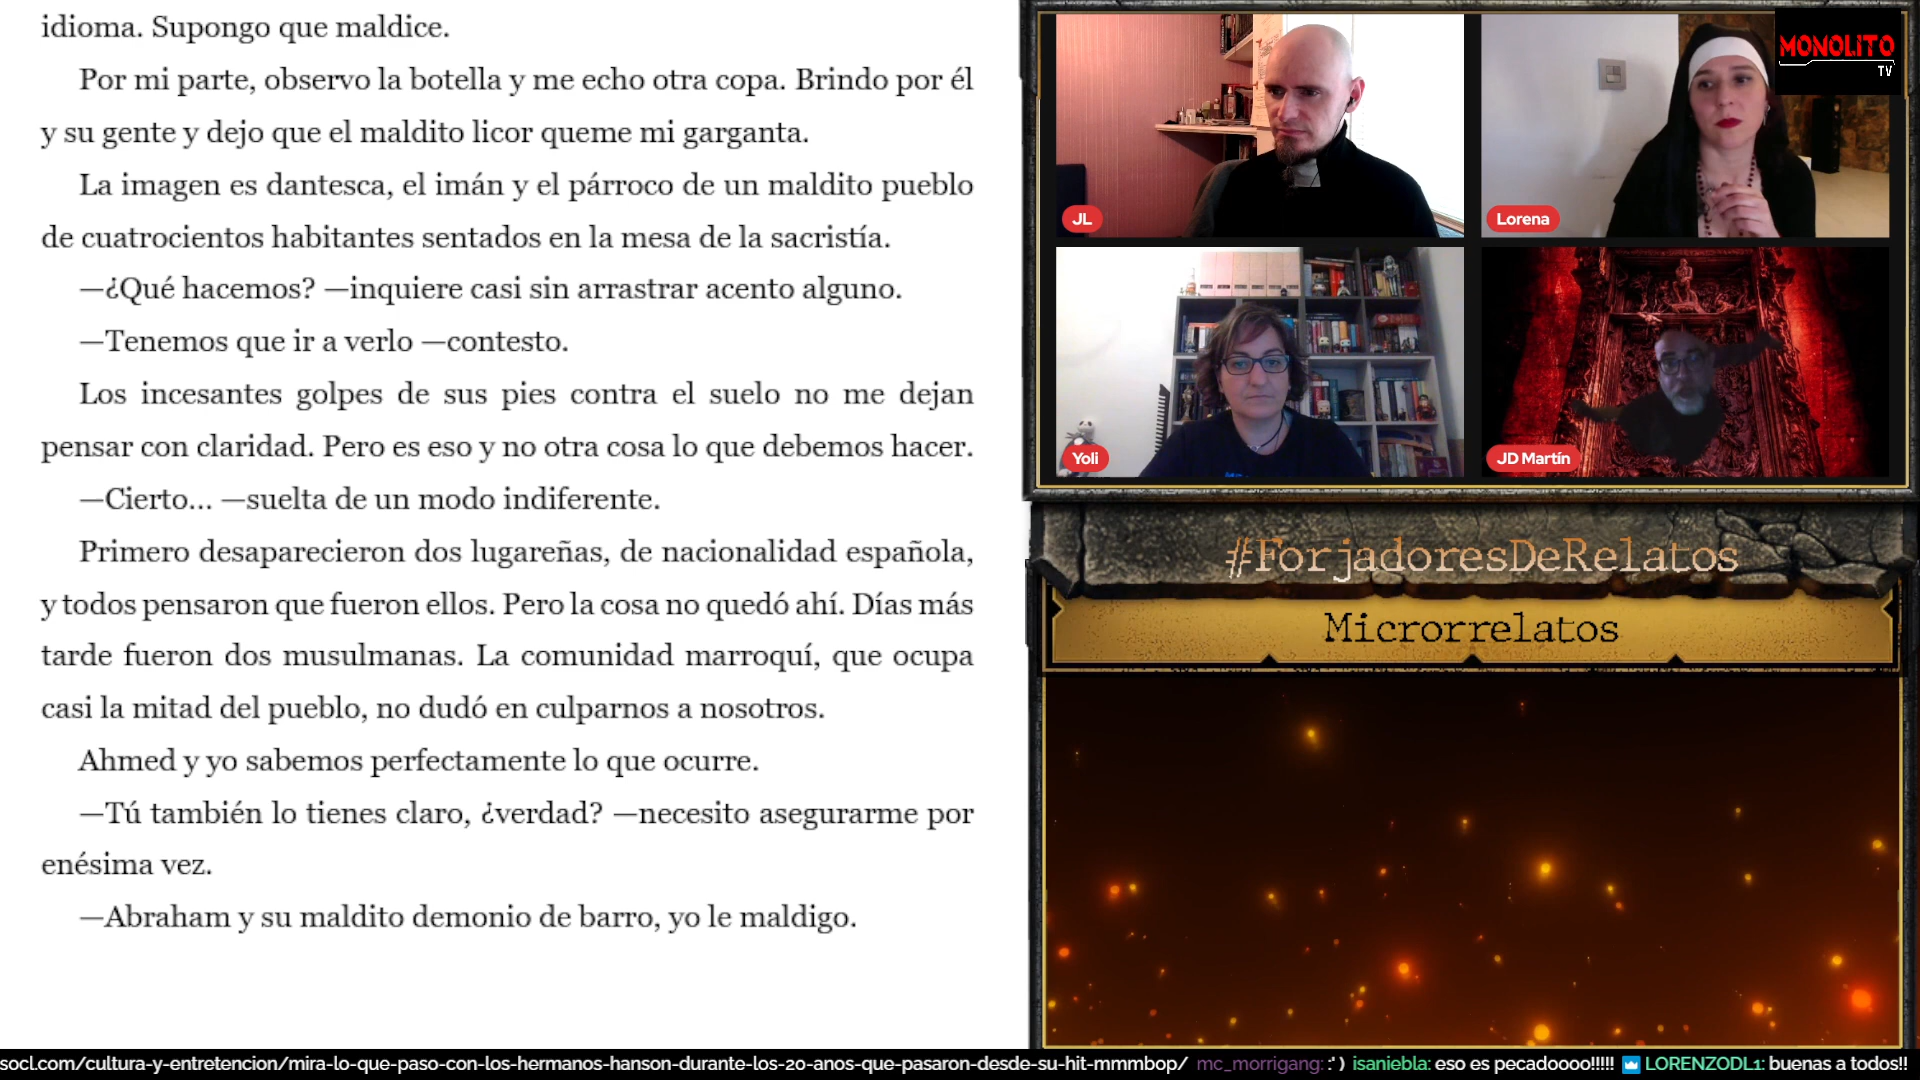 idioma. Supongo que maldice.
Por mi parte, observo la botella y me echo otra copa. Brindo por él
y su gente y dejo que el maldito licor queme mi garganta.
La imagen es dantesca, el imán y el párroco de un maldito pueblo
de cuatrocientos habitantes sentados en la mesa de la sacristía.
—¿Qué hacemos? —inquiere casi sin arrastrar acento alguno.
—Tenemos que ir a verlo —contesto.
Los incesantes golpes de sus pies contra el suelo no me dejan
pensar con claridad. Pero es eso y no otra cosa lo que debemos hacer.
—Cierto... —suelta de un modo indiferente.
Primero desaparecieron dos lugareñas, de nacionalidad española,
y todos pensaron que fueron ellos. Pero la cosa no quedó ahí. Días más
tarde fueron dos musulmanas. La comunidad marroquí, que ocupa
casi la mitad del pueblo, no dudó en culparnos a nosotros.
Ahmed y yo sabemos perfectamente lo que ocurre.
—Tú también lo tienes claro, ¿verdad? —necesito asegurarme por
enésima vez.
—Abraham y su maldito demonio de barro, yo le maldigo.
MONOLITO
TV
JL
Lorena
Yoli
JD Martín
#ForjadoresDeRelatos
Microrrelatos
socl.com/cultura-y-entretencion/mira-lo-que-paso-con-los-hermanos-hanson-durante-los-20-anos-que-pasaron-desde-su-hit-mmmbop/ mc_morrigang: :') isaniebla: eso es pecadoooo!!!!! LORENZODL1: buenas a todos!!